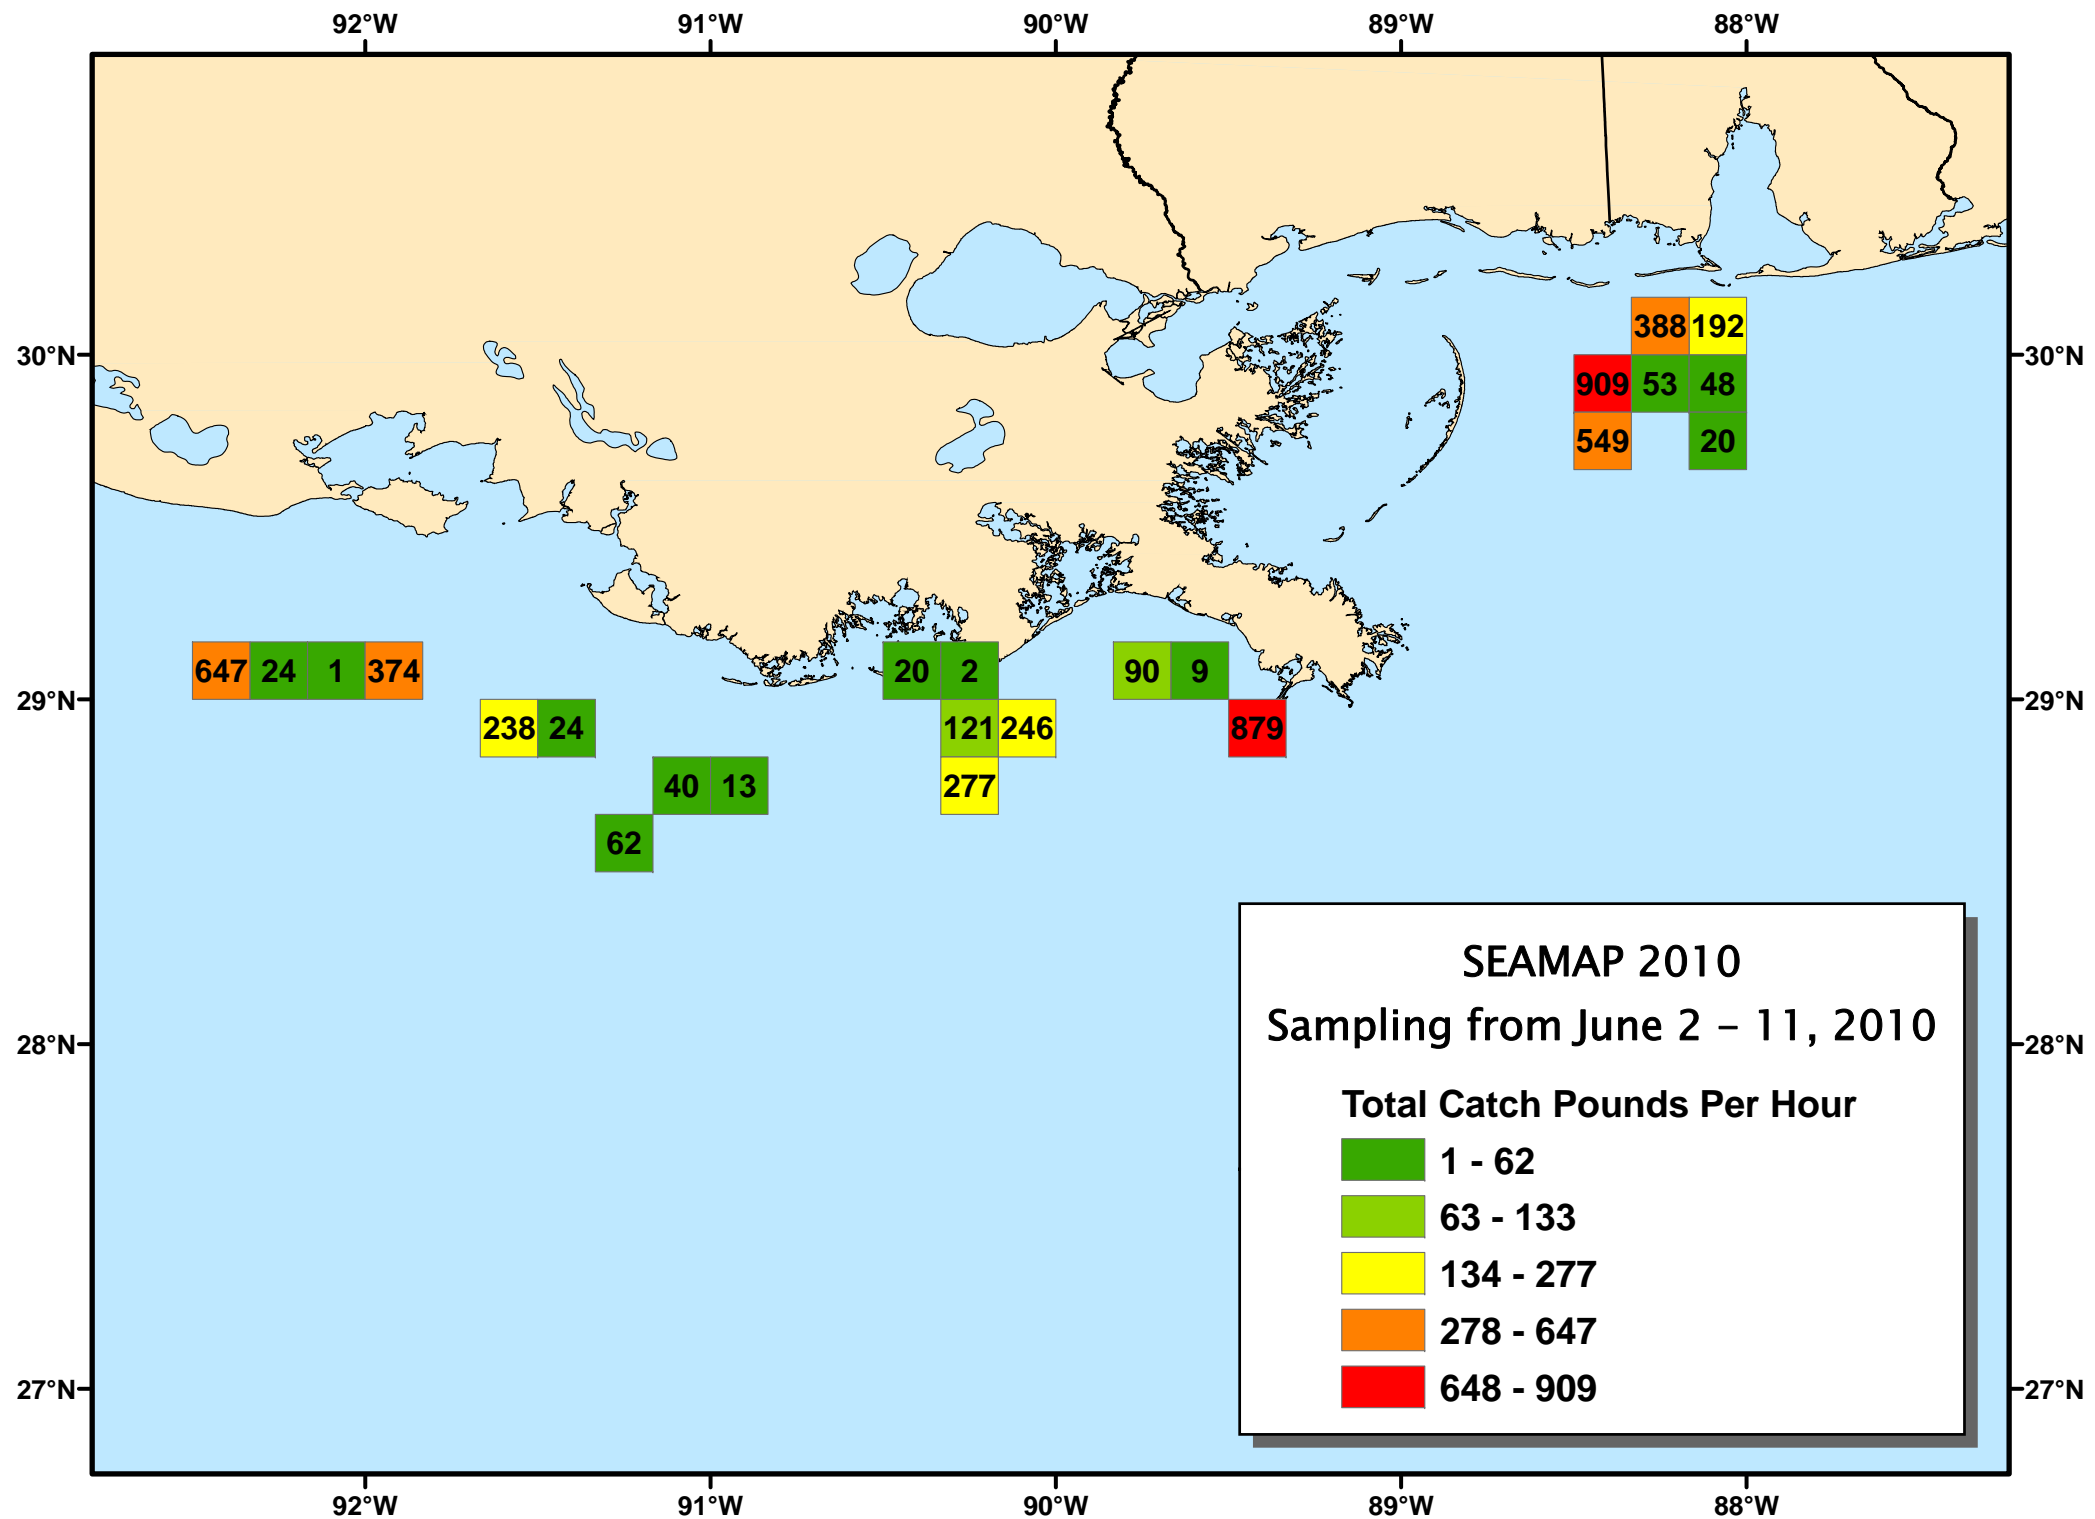 92°W 91°W 90°W 89°W 88°W
388 192
30°N 30°N
909 53 48
549 20
647 24 1 374 20 2 90 9
29°N 29°N
238 24 121 246 879
40 13 277
62
SEAMAP 2010
Sampling from June 2 – 11, 2010
28°N 28°N
Total Catch Pounds Per Hour
1 - 62
63 - 133
134 - 277
278 - 647
27°N 648 - 909 27°N
92°W 91°W 90°W 89°W 88°W